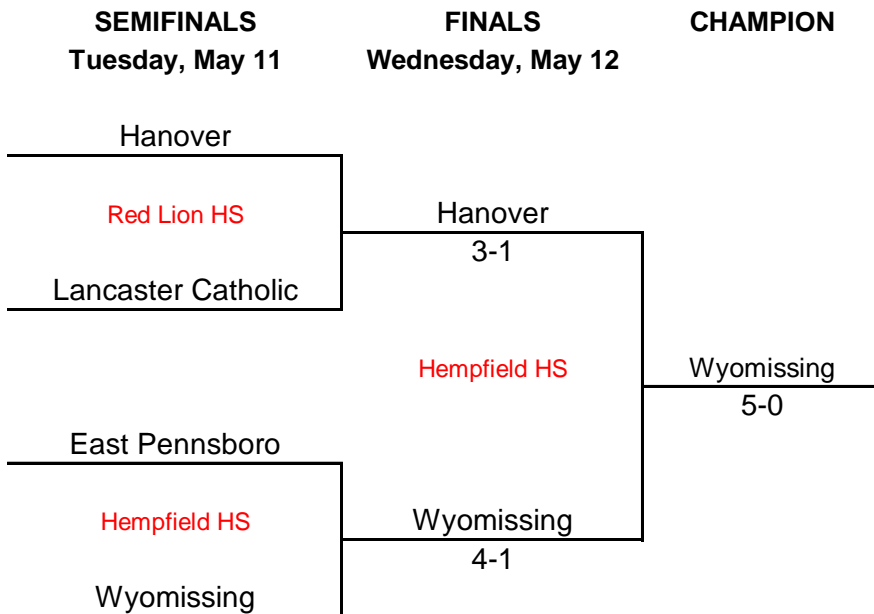 SEMIFINALS FINALS CHAMPION
Tuesday, May 11 Wednesday, May 12
Hanover
Red Lion HS Hanover
3-1
Lancaster Catholic
Hempfield HS Wyomissing
5-0
East Pennsboro
Hempfield HS Wyomissing
4-1
Wyomissing